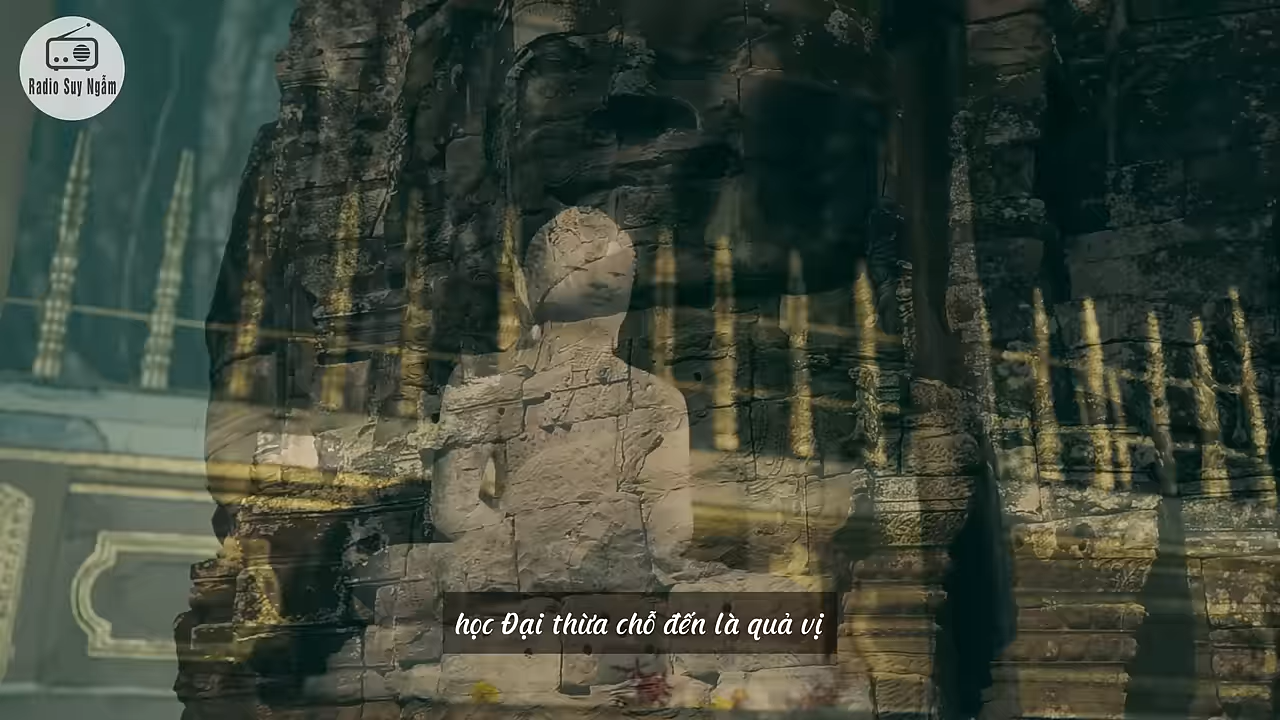 Radio Suy Ngẫm
học Đại thừa chỗ đến là quả vị